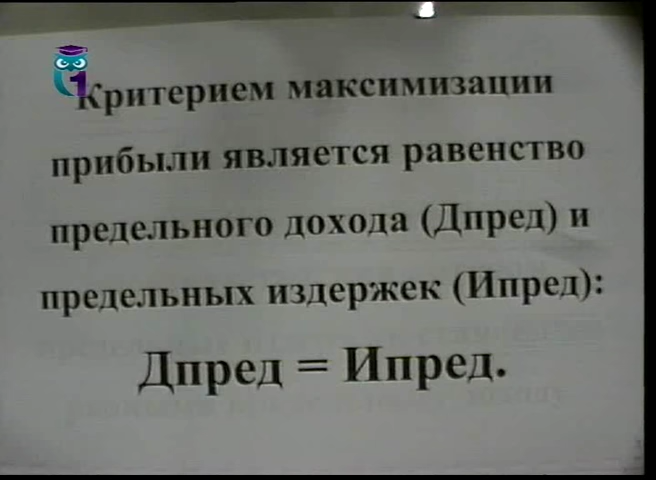 Критерием максимизации
прибыли является равенство
предельного дохода (Дпред) и
предельных издержек (Ипред):
Дпред = Ипред.